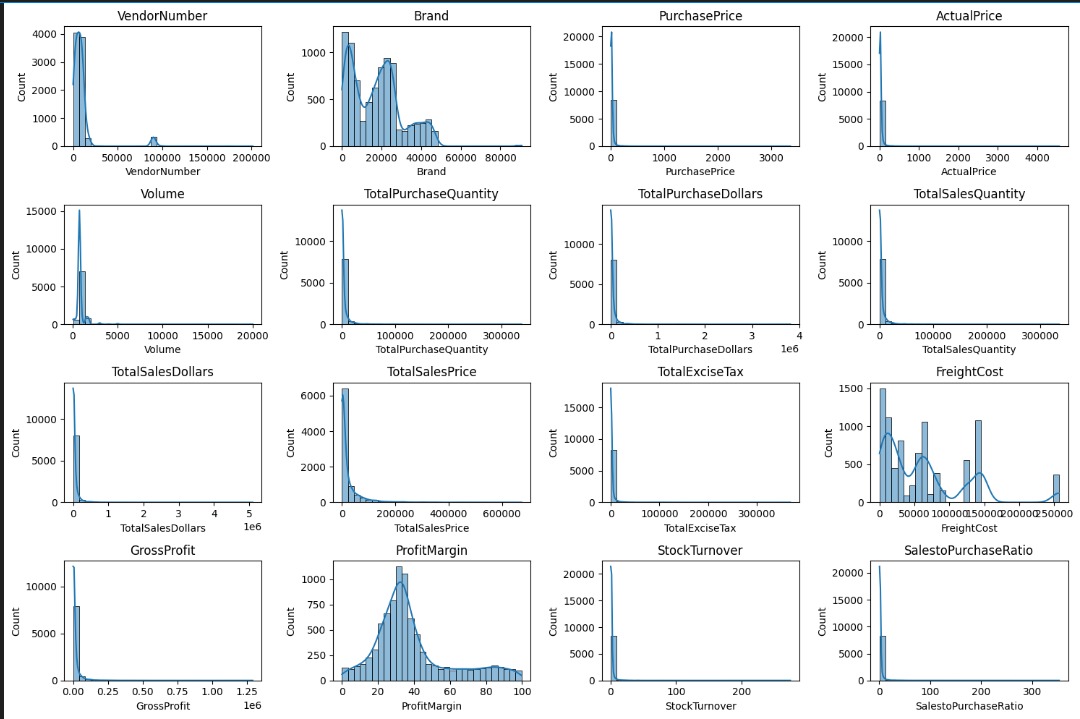 VendorNumber Brand PurchasePrice ActualPrice
Count 4000 3000 2000 1000 0
0 50000 100000 150000 200000
VendorNumber
Count 1000 500 0
0 20000 40000 60000 80000
Brand
Count 20000 15000 10000 5000 0
0 1000 2000 3000
PurchasePrice
Count 20000 15000 10000 5000 0
0 1000 2000 3000 4000
ActualPrice
Volume TotalPurchaseQuantity TotalPurchaseDollars TotalSalesQuantity
Count 15000 10000 5000 0
0 5000 10000 15000 20000
Volume
Count 10000 5000 0
0 100000 200000 300000
TotalPurchaseQuantity
Count 10000 5000 0
0 1 2 3 4
TotalPurchaseDollars 1e6
Count 10000 5000 0
0 100000 200000 300000
TotalSalesQuantity
TotalSalesDollars TotalSalesPrice TotalExciseTax FreightCost
Count 10000 5000 0
0 1 2 3 4 5
TotalSalesDollars 1e6
Count 6000 4000 2000 0
0 200000 400000 600000
TotalSalesPrice
Count 15000 10000 5000 0
0 100000 200000 300000
TotalExciseTax
Count 1500 1000 500 0
0 50000 100000 150000 200000 250000
FreightCost
GrossProfit ProfitMargin StockTurnover SalestoPurchaseRatio
Count 10000 5000 0
0.00 0.25 0.50 0.75 1.00 1.25
GrossProfit 1e6
Count 1000 750 500 250 0
0 20 40 60 80 100
ProfitMargin
Count 20000 15000 10000 5000 0
0 100 200
StockTurnover
Count 20000 15000 10000 5000 0
0 100 200 300
SalestoPurchaseRatio